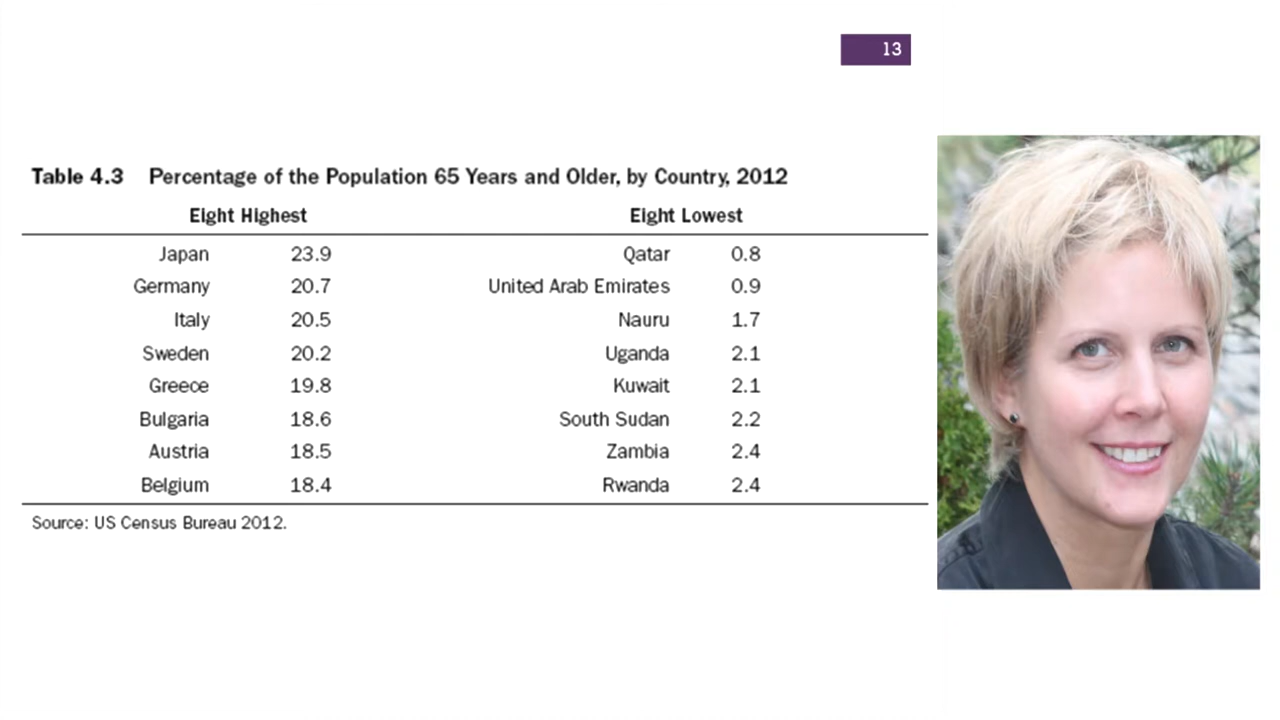 13
Table 4.3 Percentage of the Population 65 Years and Older, by Country, 2012
Eight Highest Eight Lowest
Japan 23.9 Qatar 0.8
Germany 20.7 United Arab Emirates 0.9
Italy 20.5 Nauru 1.7
Sweden 20.2 Uganda 2.1
Greece 19.8 Kuwait 2.1
Bulgaria 18.6 South Sudan 2.2
Austria 18.5 Zambia 2.4
Belgium 18.4 Rwanda 2.4
Source: US Census Bureau 2012.